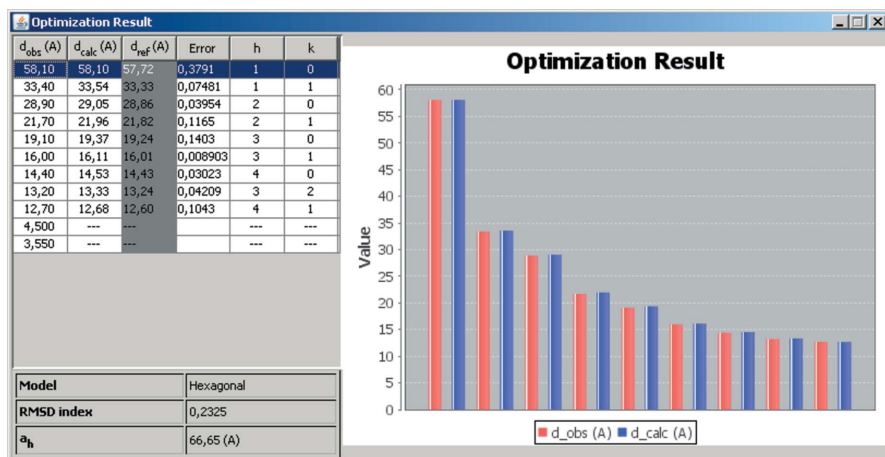 Optimization Result
d_obs (A) d_calc (A) d_ref (A) Error h k
58,10 58,10 57,72 0,3791 1 0
33,40 33,54 33,33 0,07481 1 1
28,90 29,05 28,86 0,03954 2 0
21,70 21,96 21,82 0,1165 2 1
19,10 19,37 19,24 0,1403 3 0
16,00 16,11 16,01 0,008903 3 1
14,40 14,53 14,43 0,03023 4 0
13,20 13,33 13,24 0,04209 3 2
12,70 12,68 12,60 0,1043 4 1
4,500 --- --- --- ---
3,550 --- --- --- ---
Model Hexagonal
RMSD index 0,2325
a_h 66,65 (A)
Optimization Result
Value
60
55
50
45
40
35
30
25
20
15
10
5
0
d_obs (A) d_calc (A)